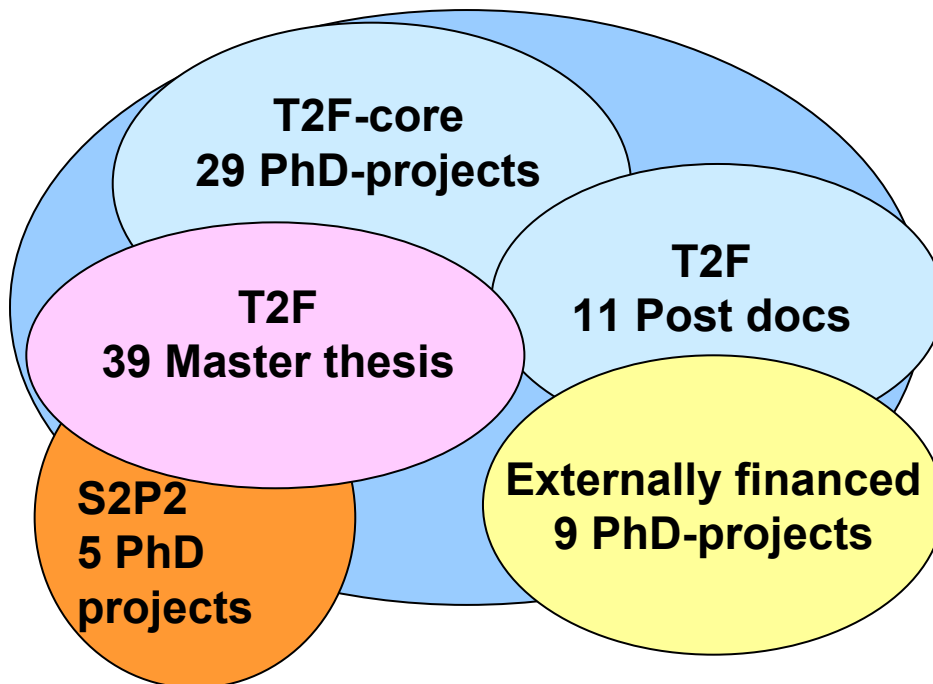 T2F-core
29 PhD-projects
T2F
11 Post docs
T2F
39 Master thesis
Externally financed
9 PhD-projects
S2P2
5 PhD
projects